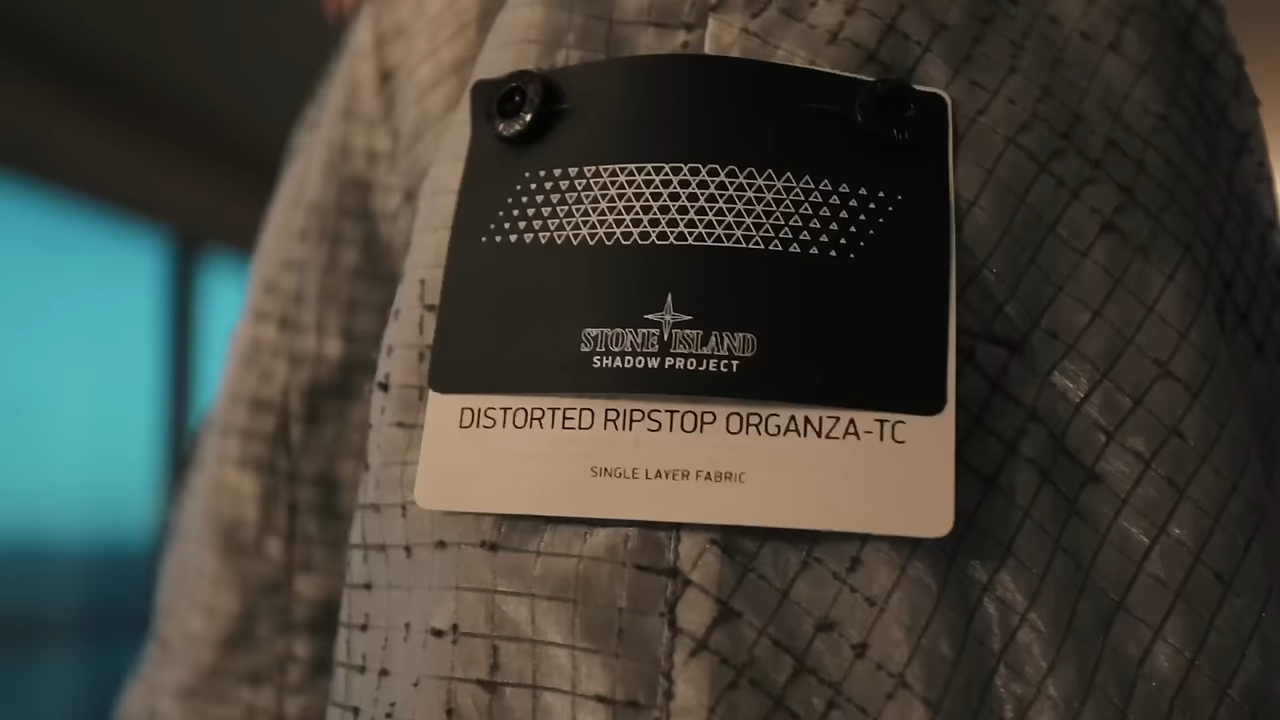 STONE ISLAND
SHADOW PROJECT
DISTORTED RIPSTOP ORGANZA-TC
SINGLE LAYER FABRIC